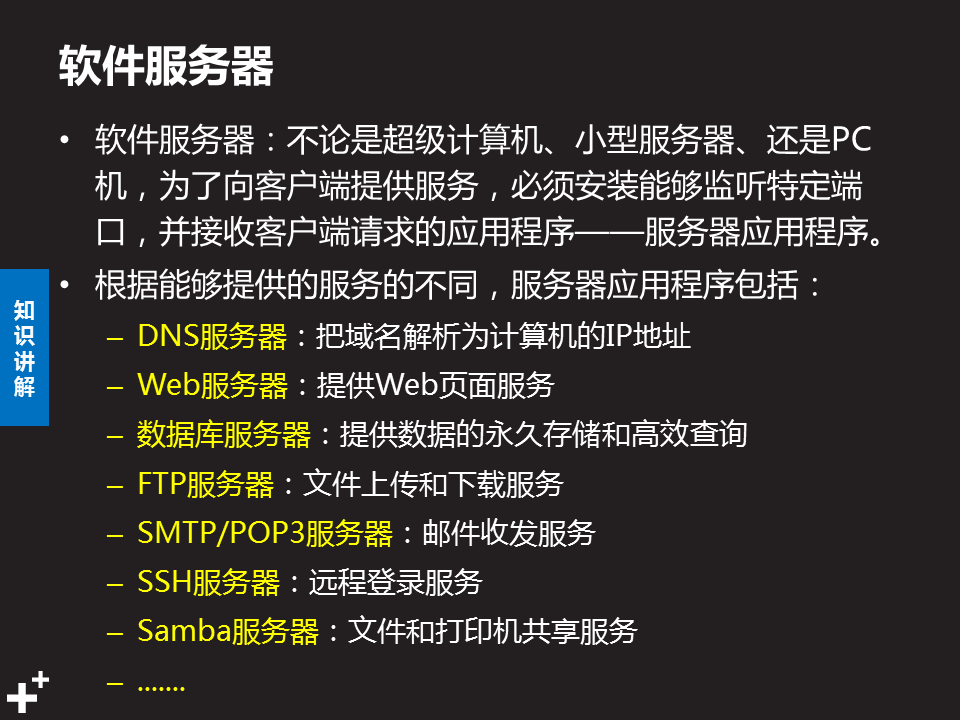 软件服务器
• 软件服务器：不论是超级计算机、小型服务器、还是PC
机，为了向客户端提供服务，必须安装能够监听特定端
口，并接收客户端请求的应用程序——服务器应用程序。
• 根据能够提供的服务的不同，服务器应用程序包括：
– DNS服务器：把域名解析为计算机的IP地址
– Web服务器：提供Web页面服务
– 数据库服务器：提供数据的永久存储和高效查询
– FTP服务器：文件上传和下载服务
– SMTP/POP3服务器：邮件收发服务
– SSH服务器：远程登录服务
– Samba服务器：文件和打印机共享服务
– .......
知
识
讲
解